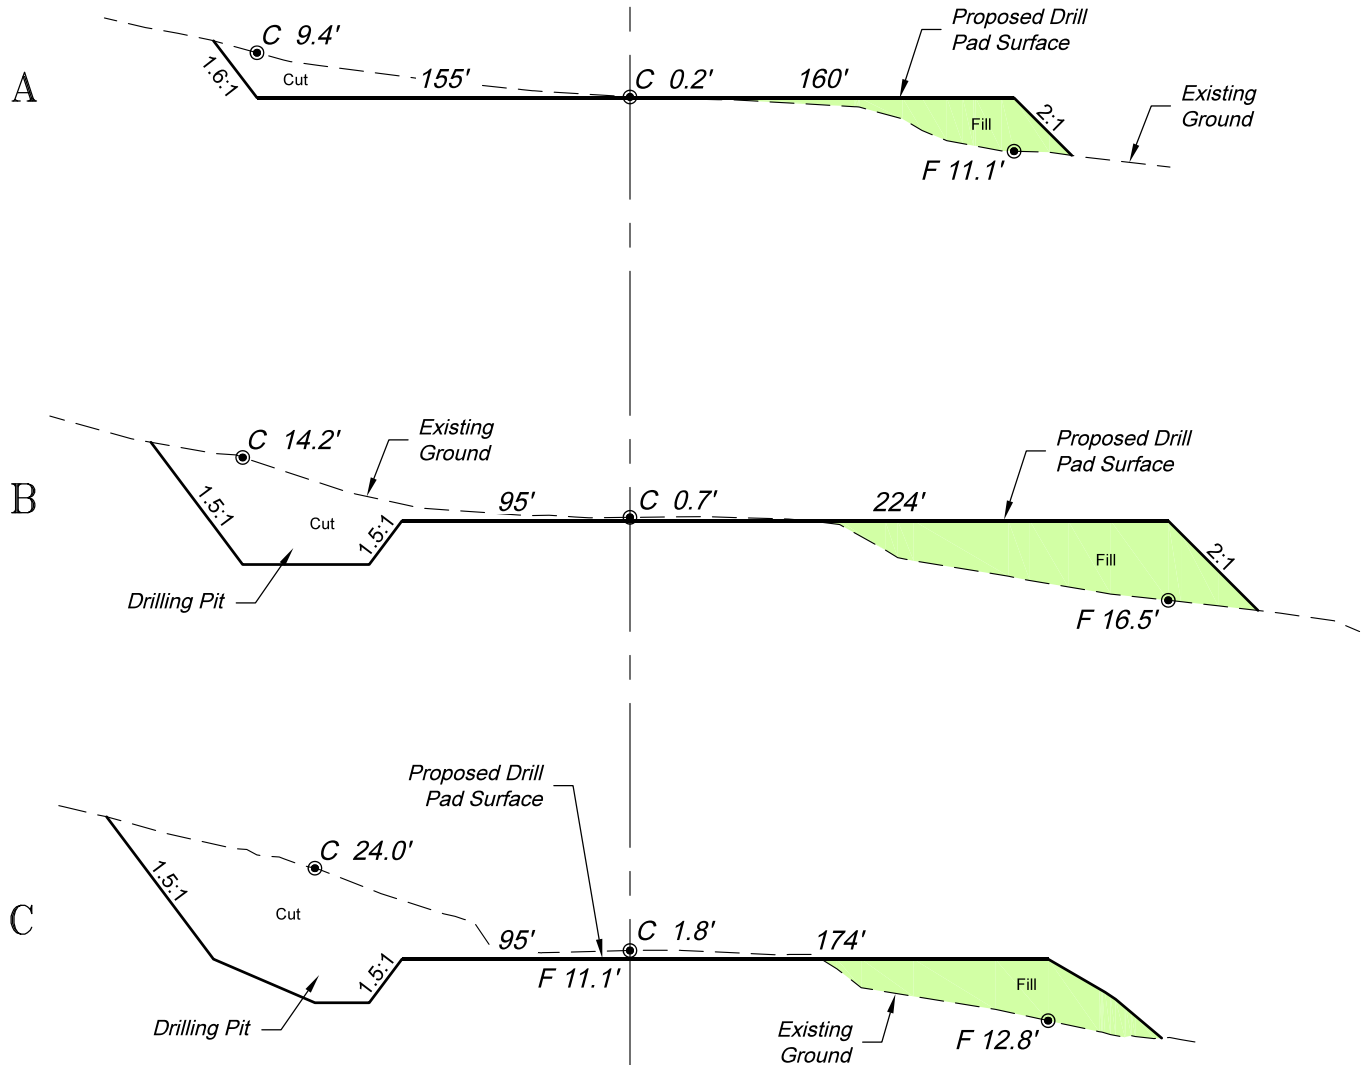 A
C 9.4'
1.6:1
Cut
155'
C 0.2'
160'
Proposed Drill
Pad Surface
Fill
2:1
Existing
Ground
F 11.1'
B
C 14.2'
Existing
Ground
1.5:1
Cut
1.5:1
95'
C 0.7'
224'
Proposed Drill
Pad Surface
Fill
2:1
Drilling Pit
F 16.5'
C
Proposed Drill
Pad Surface
C 24.0'
1.5:1
Cut
1.5:1
95'
C 1.8'
174'
F 11.1'
Fill
Drilling Pit
Existing
Ground
F 12.8'